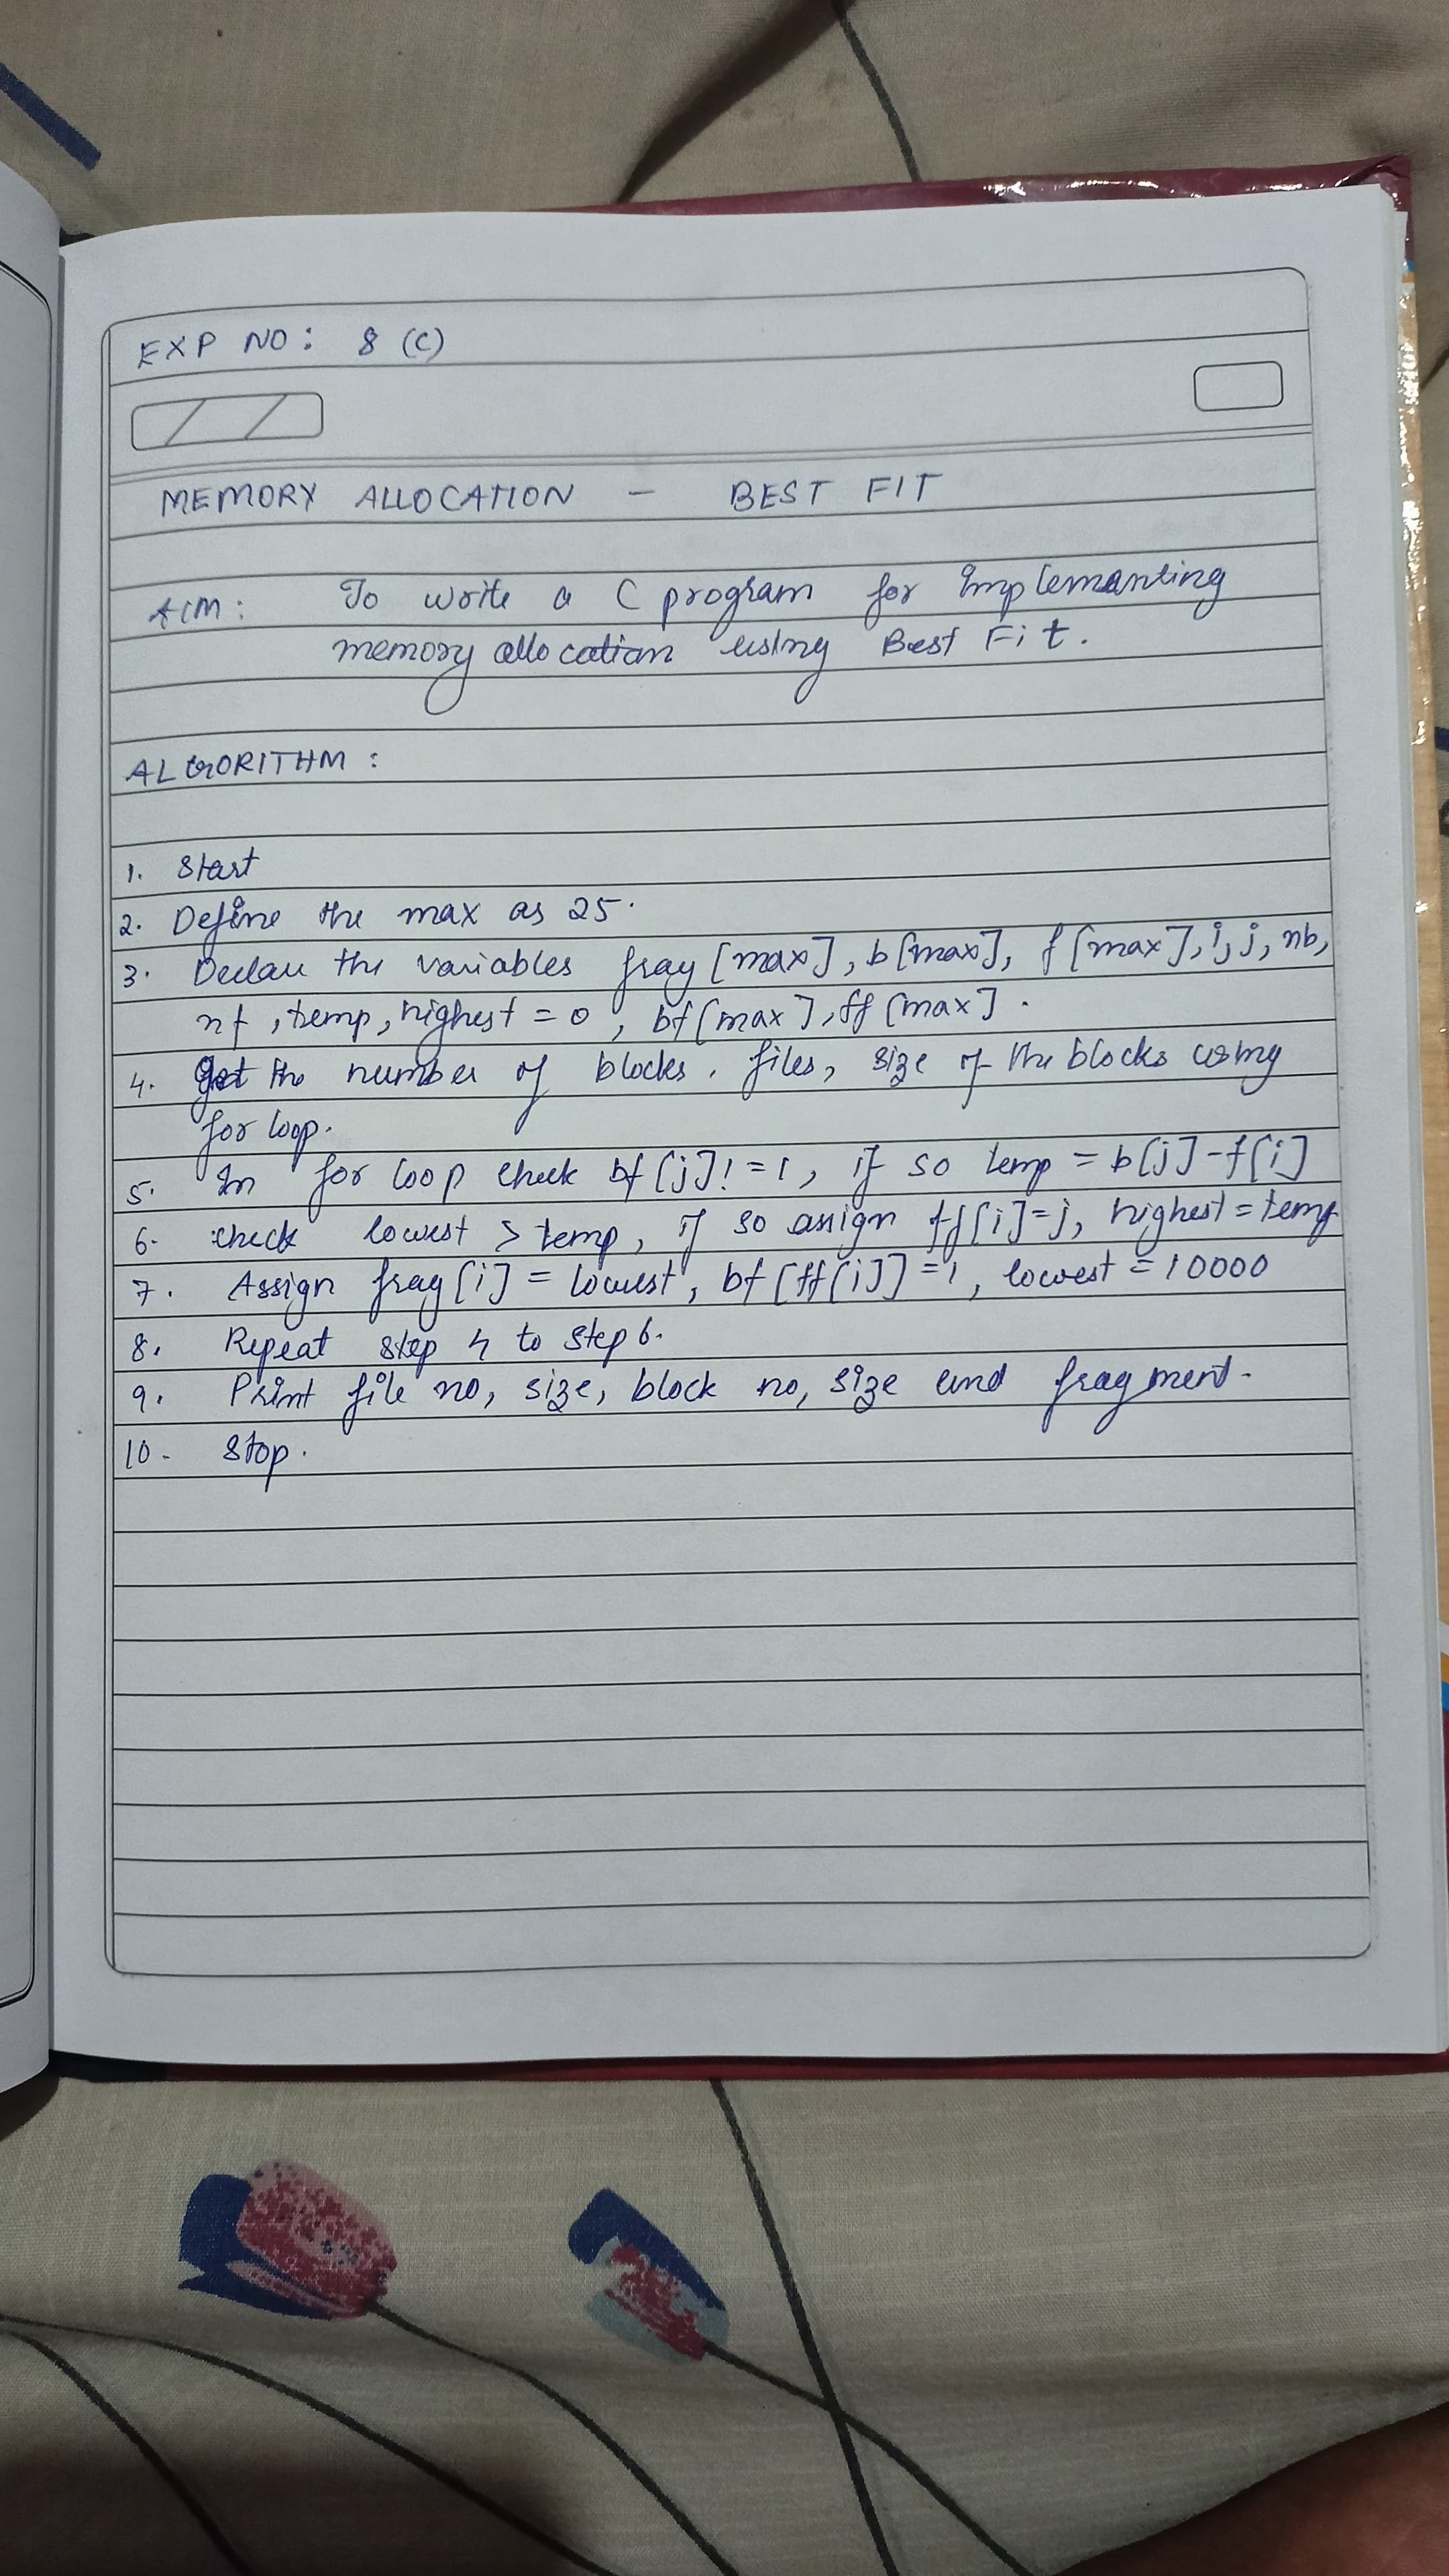 EXP NO: 8 (C)
MEMORY ALLOCATION - BEST FIT
AIM: To write a C program for Implemanting
memory allocation using Best Fit.
ALGORITHM:
1. Start
2. Define the max as 25.
3. Declare the variables frag[max], b[max], f[max], i, j, nb,
nf, temp, highest = 0, bf[max], ff[max].
4. Get the number of blocks, files, size of the blocks using
for loop.
5. In for loop check bf[j]! = 1, if so temp = b[j]-f[i]
6. check lowest > temp, if so assign ff[i]=j, highest = temp
7. Assign frag[i] = lowest, bf[ff[i]] = 1, lowest = 10000
8. Repeat step 4 to step 6.
9. Print file no, size, block no, size and fragment.
10. Stop.